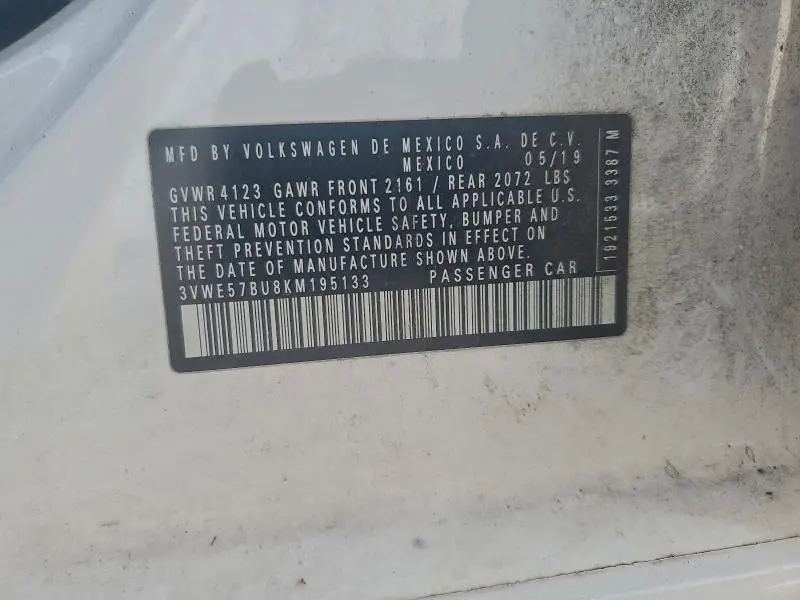 MFD BY VOLKSWAGEN DE MEXICO S.A. DE C.V.
MEXICO 05/19
GVWR 4123 GAWR FRONT 2161 / REAR 2072 LBS
THIS VEHICLE CONFORMS TO ALL APPLICABLE U.S.
FEDERAL MOTOR VEHICLE SAFETY, BUMPER AND
THEFT PREVENTION STANDARDS IN EFFECT ON
THE DATE OF MANUFACTURE SHOWN ABOVE.
3VWE57BU8KM195133 PASSENGER CAR
1921533 3387 M